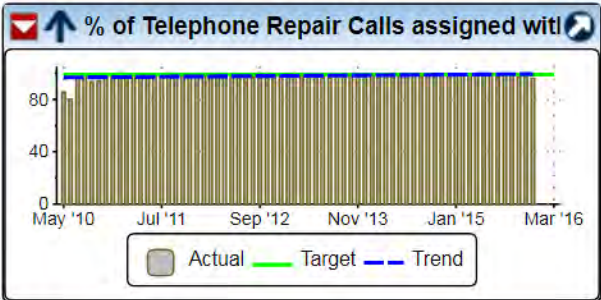 % of Telephone Repair Calls assigned with
80
40
0
May '10 Jul '11 Sep '12 Nov '13 Jan '15 Mar '16
Actual Target Trend